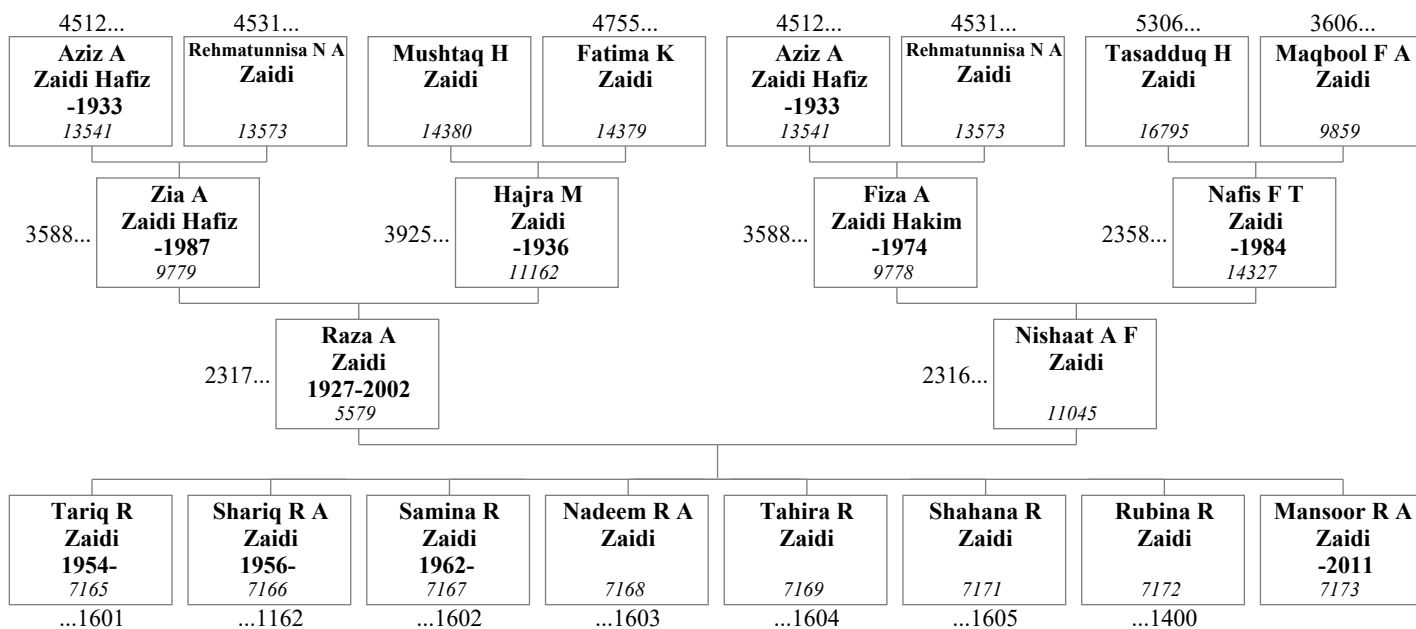 4512...
4531...
4755...
4512...
4531...
5306...
3606...
Aziz A
Zaidi Hafiz
-1933
13541
Rehmatunnisa N A
Zaidi
13573
Mushtaq H
Zaidi
14380
Fatima K
Zaidi
14379
Aziz A
Zaidi Hafiz
-1933
13541
Rehmatunnisa N A
Zaidi
13573
Tasadduq H
Zaidi
16795
Maqbool F A
Zaidi
9859
3588...
Zia A
Zaidi Hafiz
-1987
9779
3925...
Hajra M
Zaidi
-1936
11162
3588...
Fiza A
Zaidi Hakim
-1974
9778
2358...
Nafis F T
Zaidi
-1984
14327
2317...
Raza A
Zaidi
1927-2002
5579
2316...
Nishaat A F
Zaidi
11045
Tariq R
Zaidi
1954-
7165
...1601
Shariq R A
Zaidi
1956-
7166
...1162
Samina R
Zaidi
1962-
7167
...1602
Nadeem R A
Zaidi
7168
...1603
Tahira R
Zaidi
7169
...1604
Shahana R
Zaidi
7171
...1605
Rubina R
Zaidi
7172
...1400
Mansoor R A
Zaidi
-2011
7173